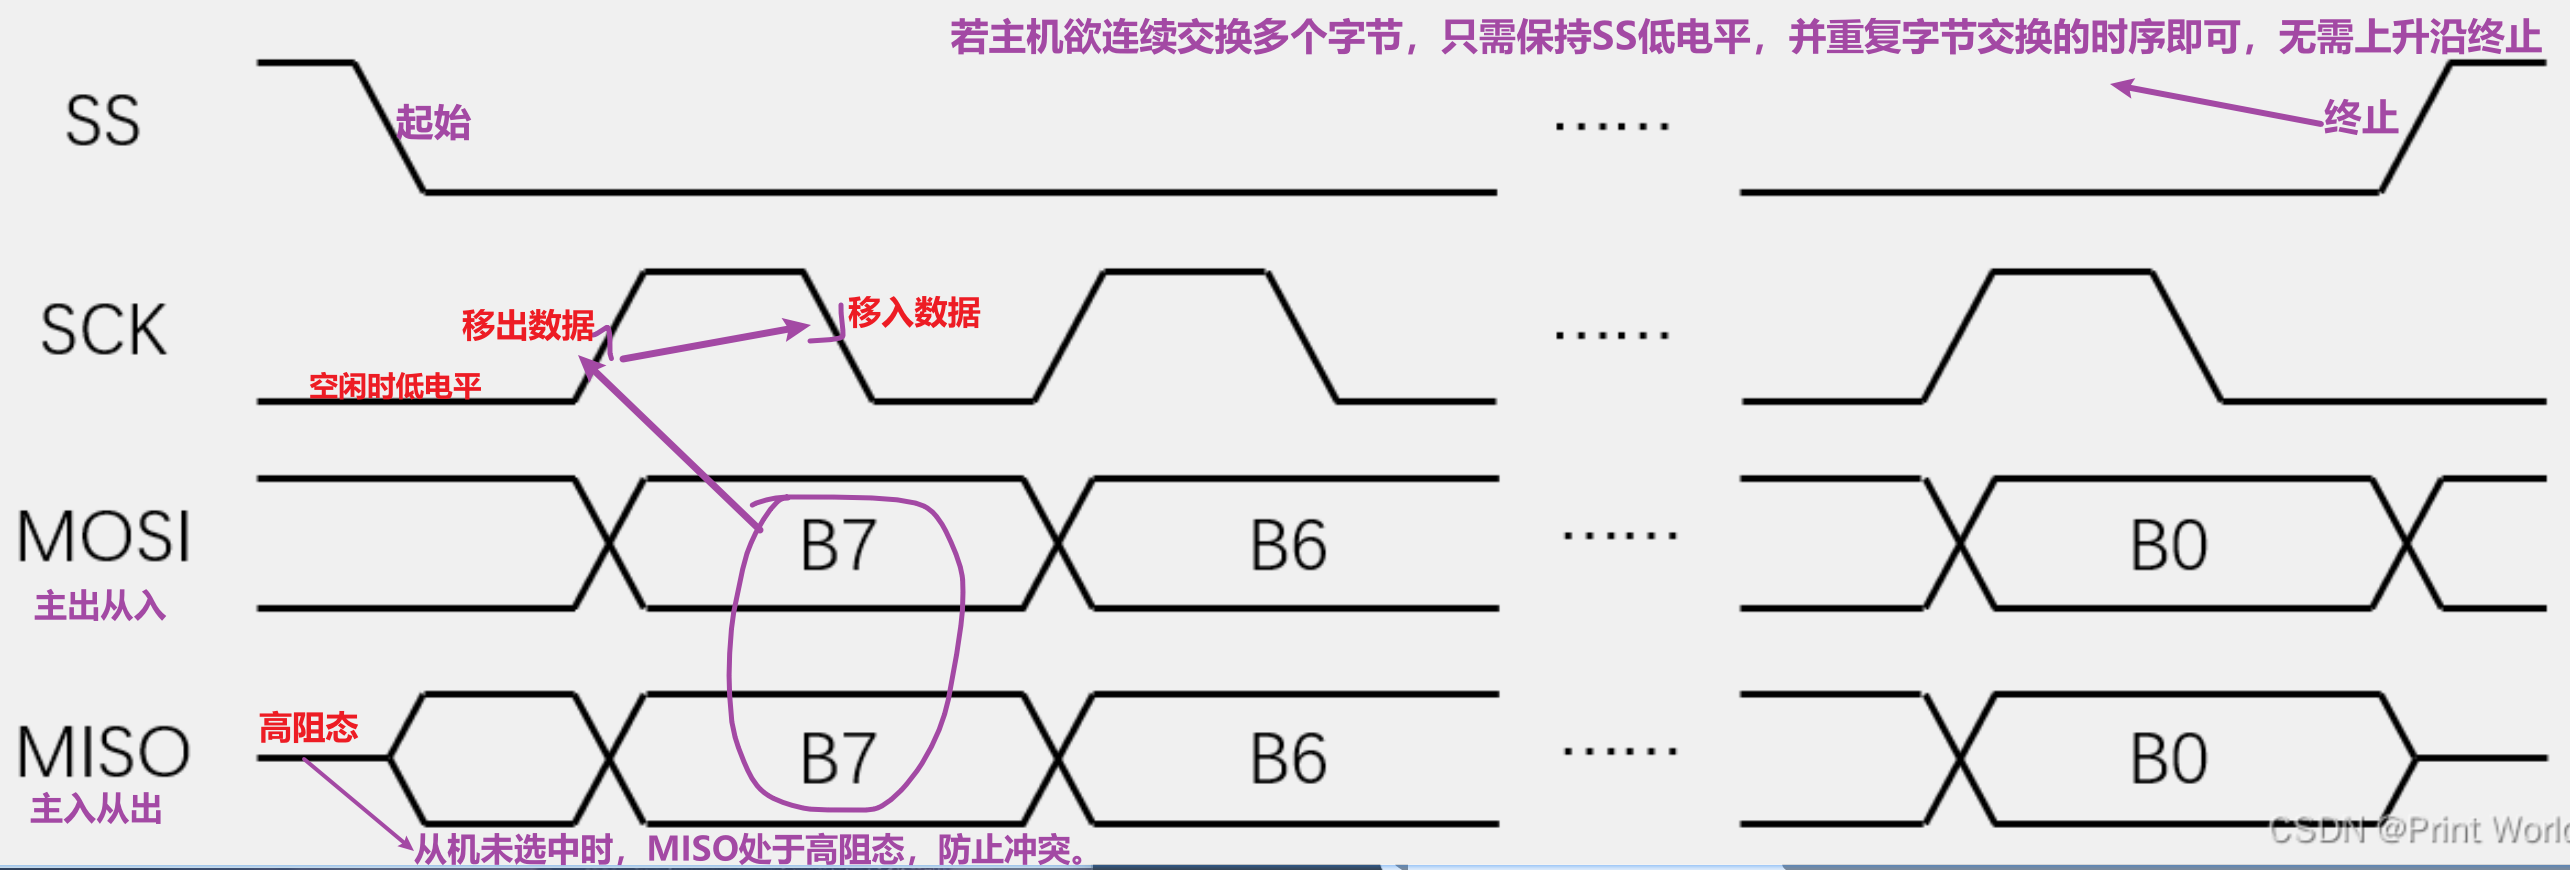 若主机欲连续交换多个字节，只需保持SS低电平，并重复字节交换的时序即可，无需上升沿终止
SS
起始
……
终止
SCK
移出数据
移入数据
……
空闲时低电平
MOSI
B7
B6
……
B0
主出从入
高阻态
MISO
B7
B6
……
B0
主入从出
从机未选中时，MISO处于高阻态，防止冲突。
CSDN @Print World